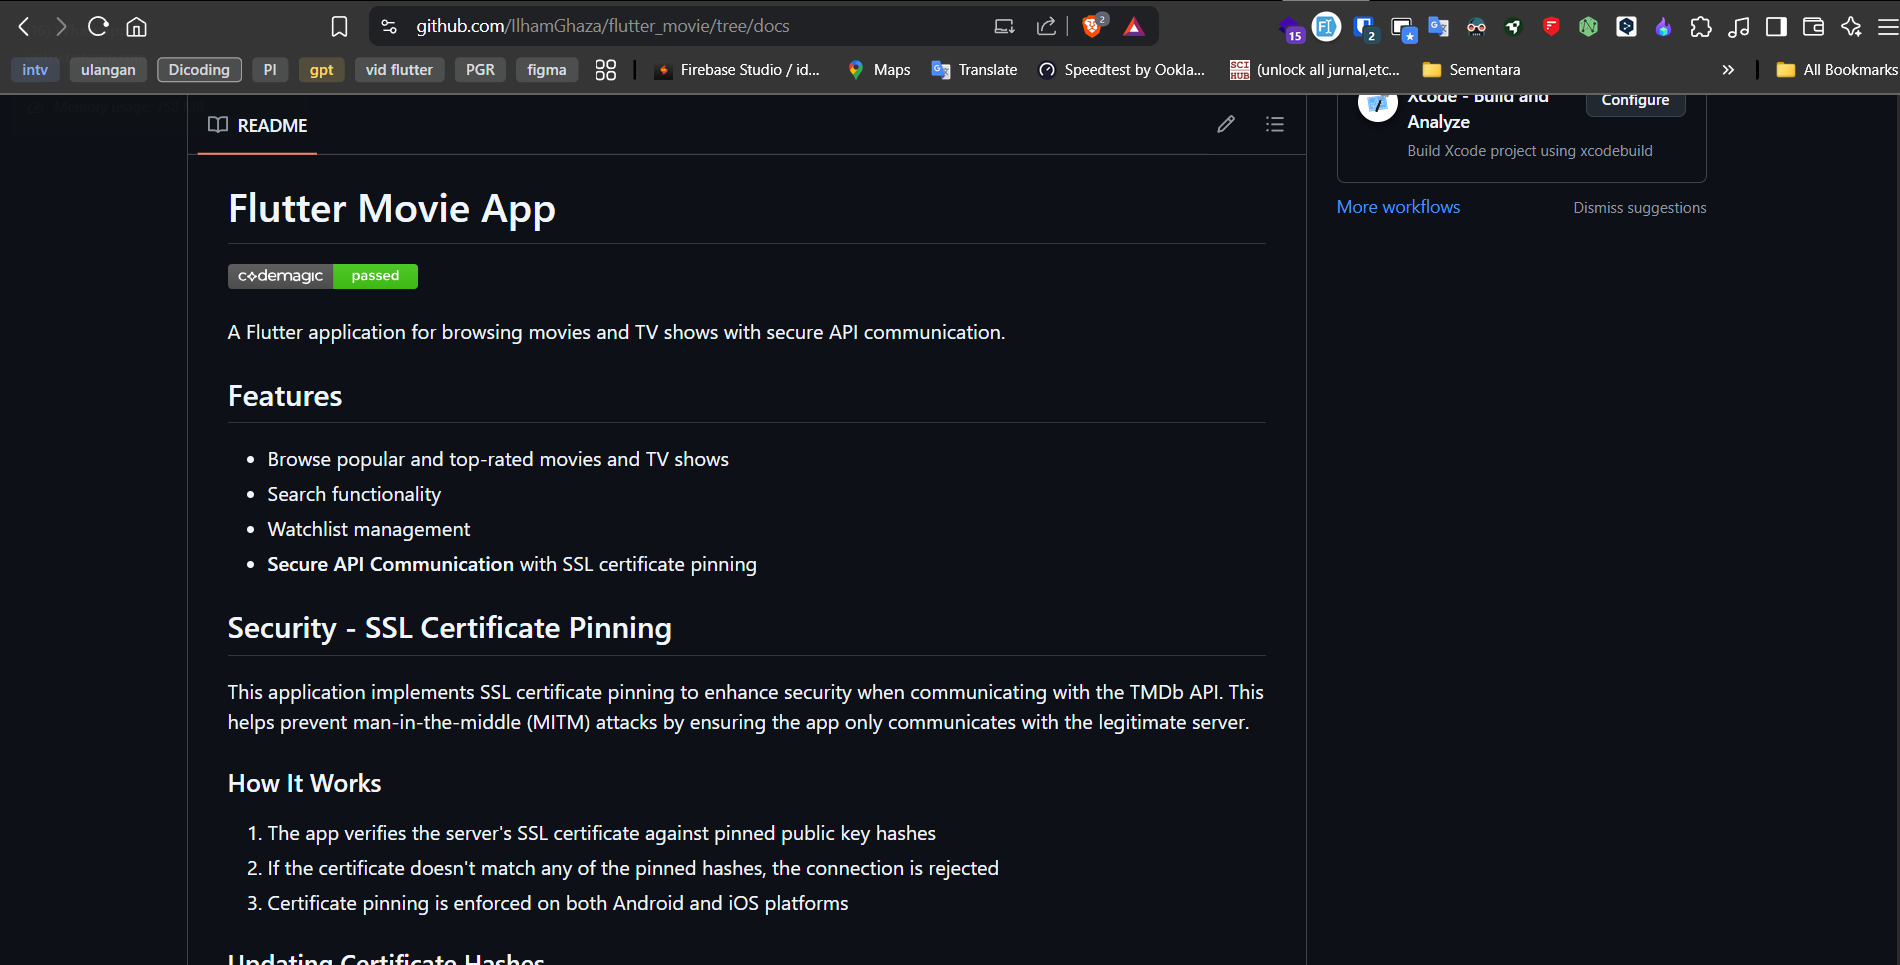 github.com/IlhamGhaza/flutter_movie/tree/docs
2
15
2
intv
ulangan
Dicoding
PI
gpt
vid flutter
PGR
figma
Firebase Studio / id...
Maps
Translate
Speedtest by Ookla...
SCI HUB
(unlock all jurnal,etc...
Sementara
All Bookmarks
README
Flutter Movie App
codemagic passed
A Flutter application for browsing movies and TV shows with secure API communication.
Features
Browse popular and top-rated movies and TV shows
Search functionality
Watchlist management
Secure API Communication with SSL certificate pinning
Security - SSL Certificate Pinning
This application implements SSL certificate pinning to enhance security when communicating with the TMDb API. This
helps prevent man-in-the-middle (MITM) attacks by ensuring the app only communicates with the legitimate server.
How It Works
1. The app verifies the server's SSL certificate against pinned public key hashes
2. If the certificate doesn't match any of the pinned hashes, the connection is rejected
3. Certificate pinning is enforced on both Android and iOS platforms
Updating Certificate Hashes
Xcode - Build and
Analyze
Configure
Build Xcode project using xcodebuild
More workflows
Dismiss suggestions